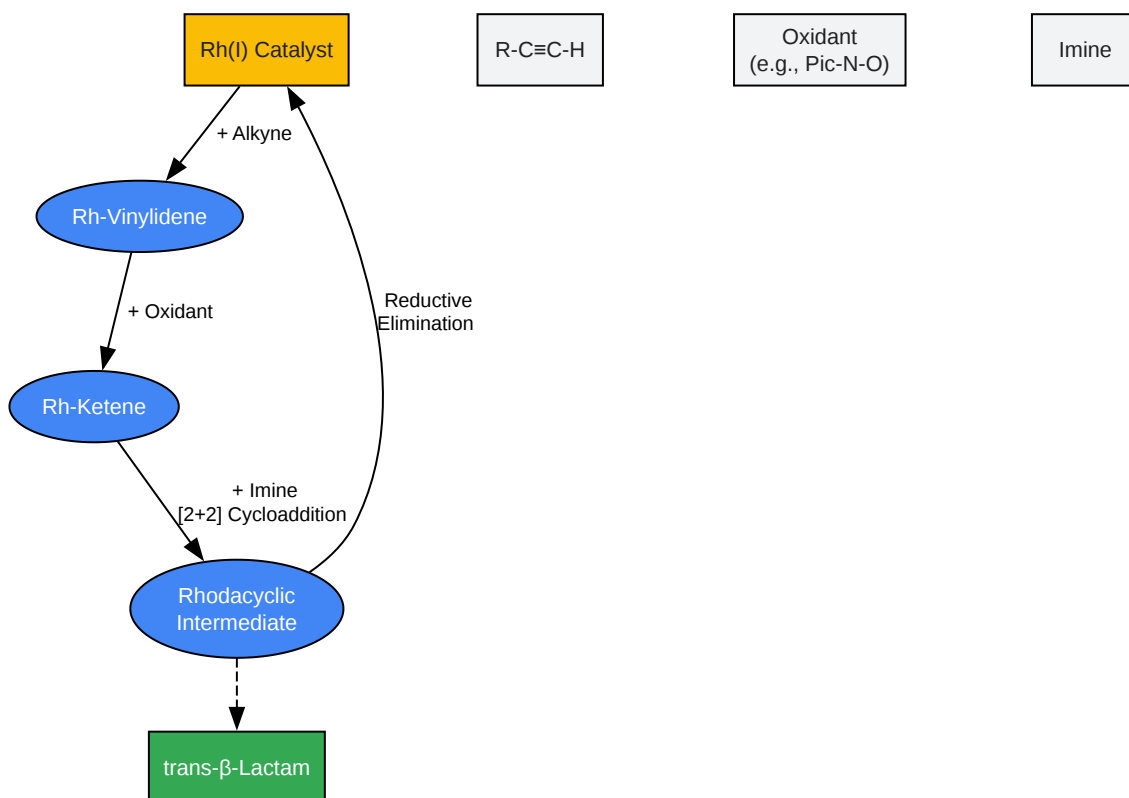 Rh(I) Catalyst
R-C≡C-H
Oxidant
(e.g., Pic-N-O)
Imine
+ Alkyne
Rh-Vinylidene
+ Oxidant
Reductive
Elimination
Rh-Ketene
+ Imine
[2+2] Cycloaddition
Rhodacyclic
Intermediate
trans-β-Lactam